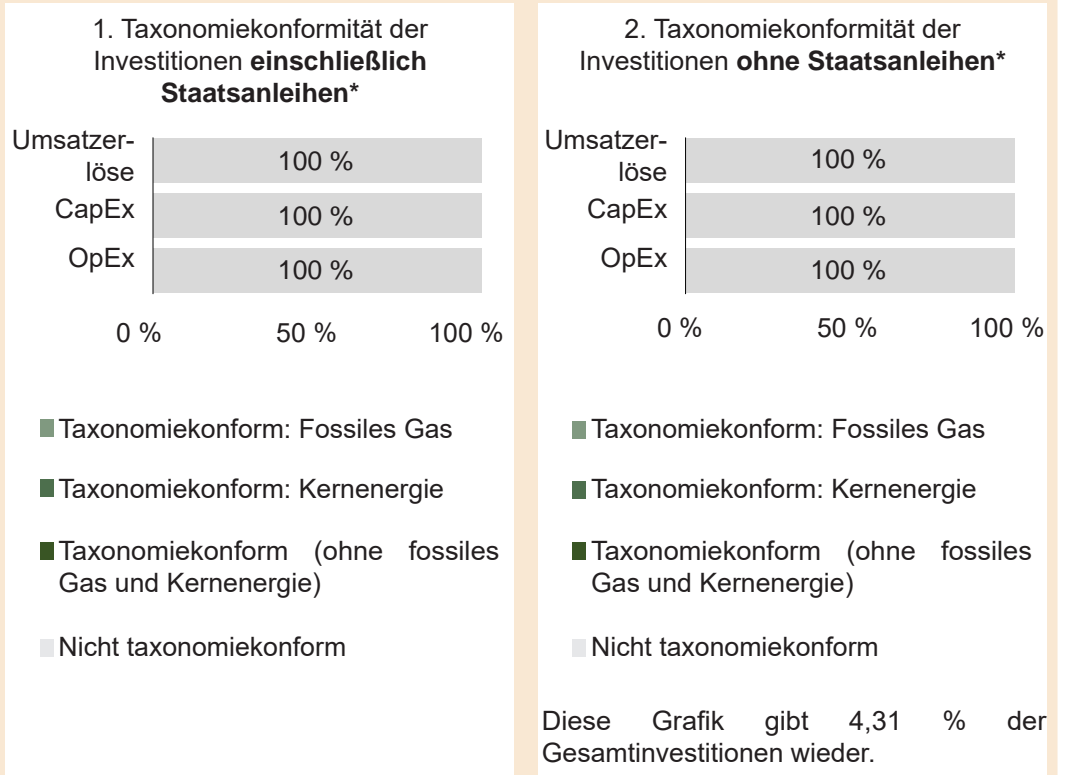 1. Taxonomiekonformität der
Investitionen einschließlich
Staatsanleihen*
Umsatzer-
löse
100 %
CapEx
100 %
OpEx
100 %
0 % 50 % 100 %
Taxonomiekonform: Fossiles Gas
Taxonomiekonform: Kernenergie
Taxonomiekonform (ohne fossiles
Gas und Kernenergie)
Nicht taxonomiekonform
2. Taxonomiekonformität der
Investitionen ohne Staatsanleihen*
Umsatzer-
löse
100 %
CapEx
100 %
OpEx
100 %
0 % 50 % 100 %
Taxonomiekonform: Fossiles Gas
Taxonomiekonform: Kernenergie
Taxonomiekonform (ohne fossiles
Gas und Kernenergie)
Nicht taxonomiekonform
Diese Grafik gibt 4,31 % der
Gesamtinvestitionen wieder.